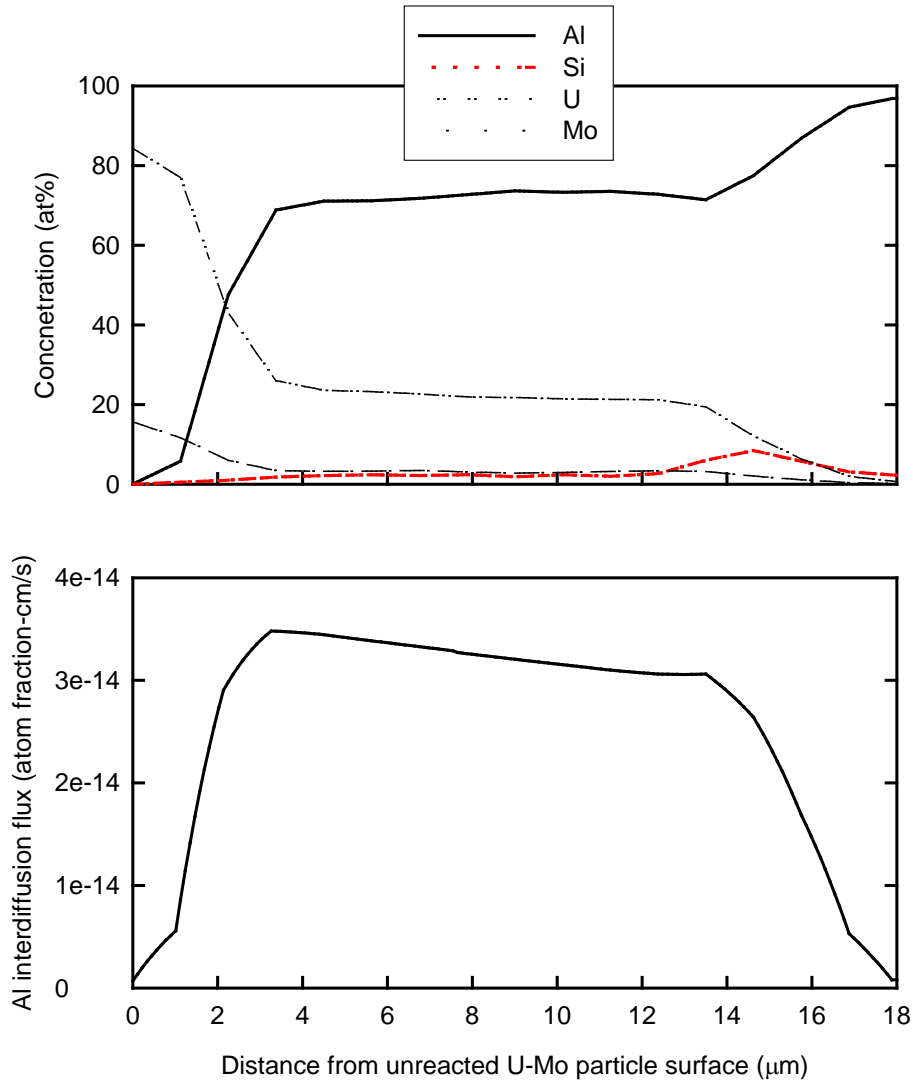 Al
Si
U
Mo
100
80
60
40
20
0
Concnetration (at%)
4e-14
3e-14
2e-14
1e-14
0
Al interdiffusion flux (atom fraction-cm/s)
0 2 4 6 8 10 12 14 16 18
Distance from unreacted U-Mo particle surface (μm)